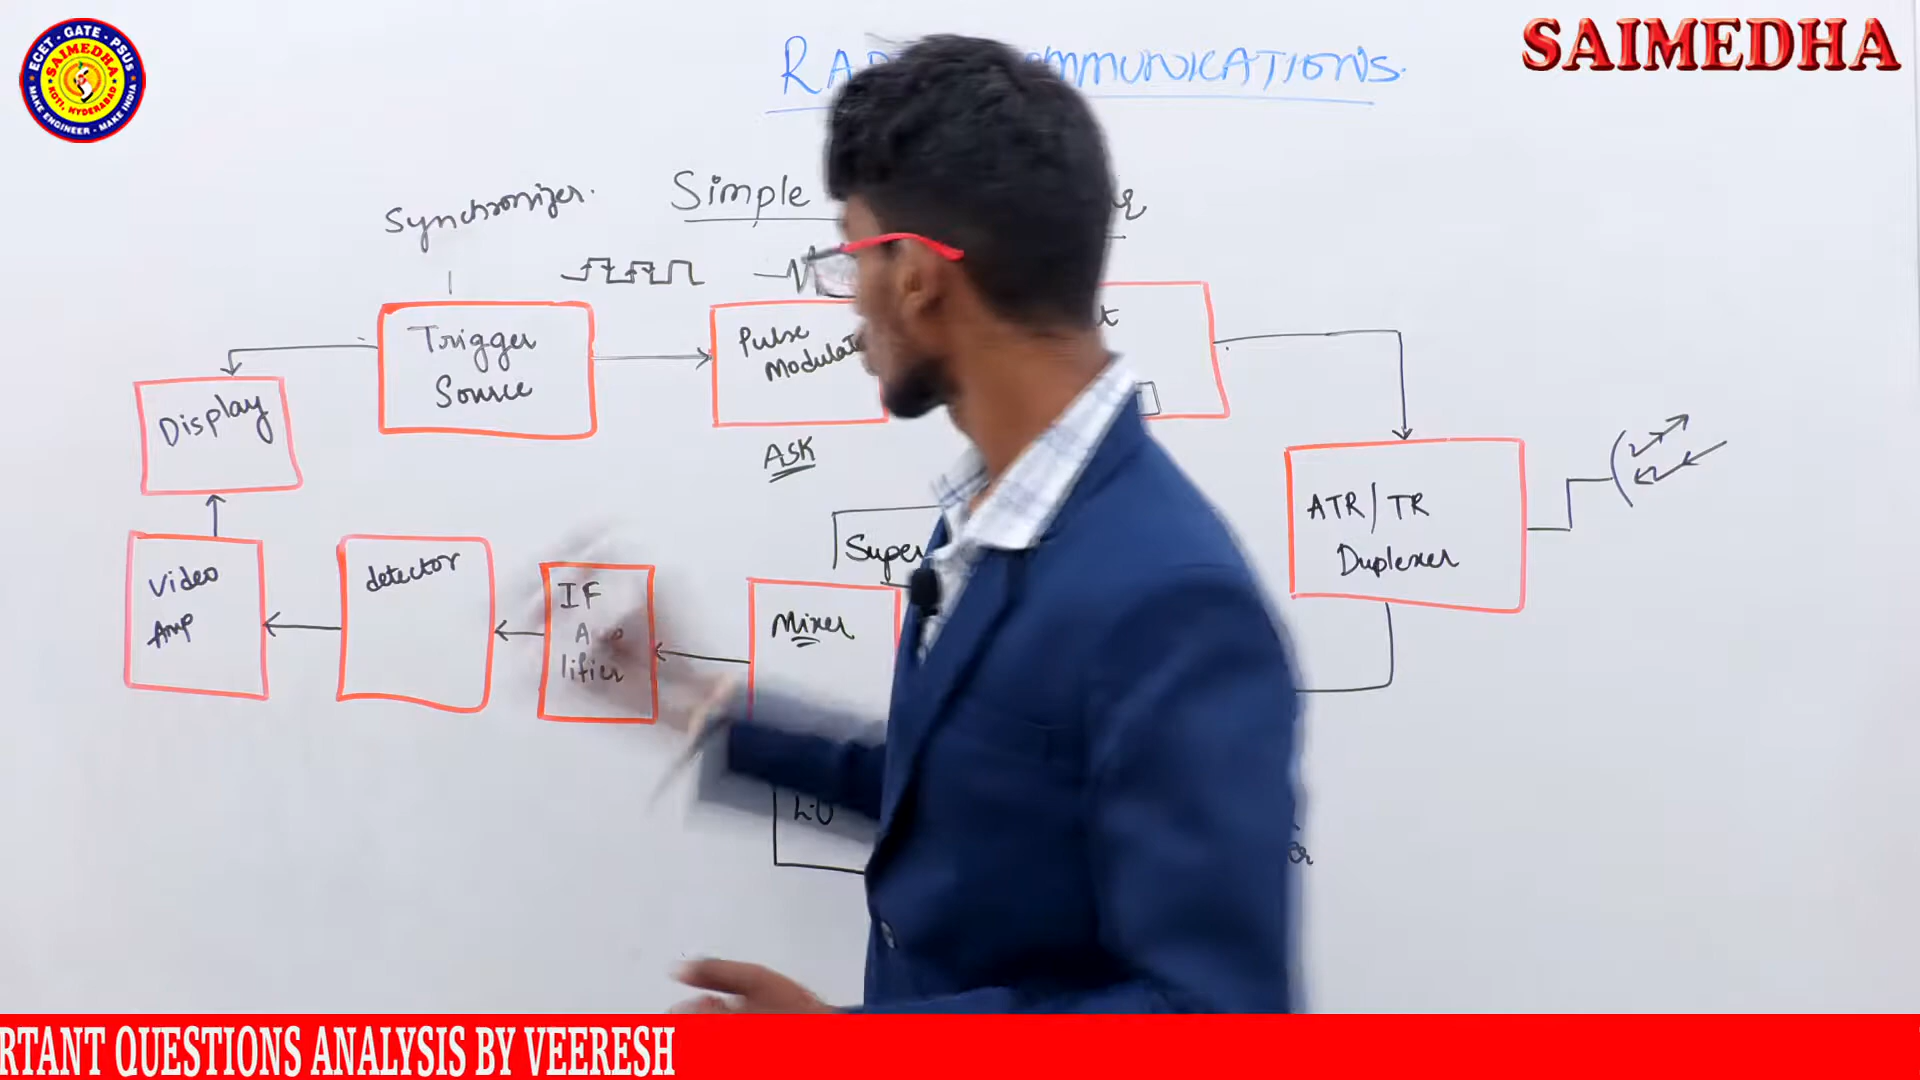 ECET - GATE - PSUS
SAIMEDHA
KOTI, HYDERABAD
MAKE ENGINEER - MAKE INDIA
SAIMEDHA
Synchronizer.
Simple
Trigger
Source
Pulse
ASK
Display
ATR/TR
Duplexer
Super
Video
Amp
detector
IF
lifier
Mixer
L.O
RTANT QUESTIONS ANALYSIS BY VEERESH